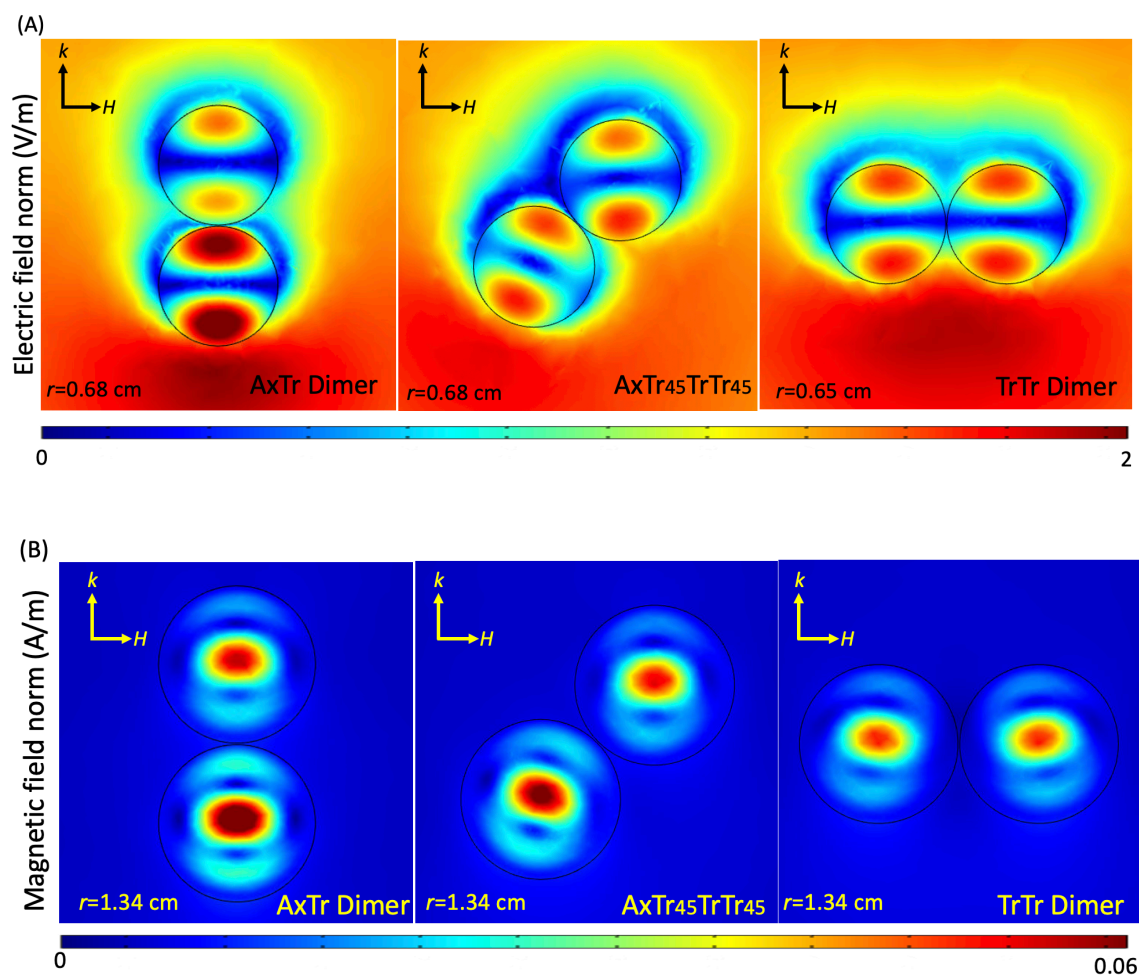 (A)
Electric field norm (V/m)
k
H
r=0.68 cm
AxTr Dimer
k
H
r=0.68 cm
AxTr45TrTr45
k
H
r=0.65 cm
TrTr Dimer
0
2
(B)
Magnetic field norm (A/m)
k
H
r=1.34 cm
AxTr Dimer
k
H
r=1.34 cm
AxTr45TrTr45
k
H
r=1.34 cm
TrTr Dimer
0
0.06